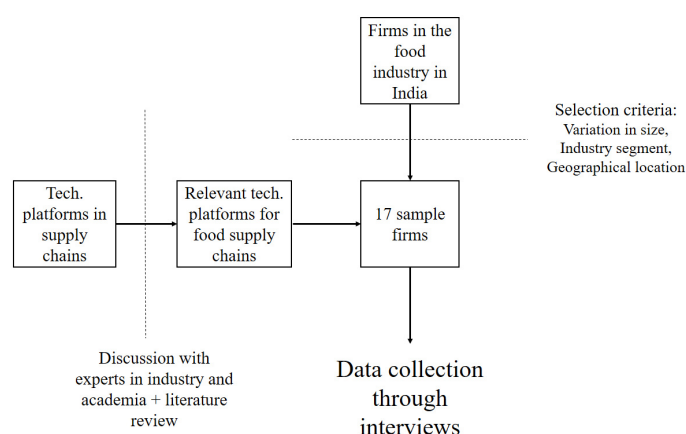 Firms in the
food
industry in
India
Selection criteria:
Variation in size,
Industry segment,
Geographical location
Tech.
platforms in
supply
chains
Relevant tech.
platforms for
food supply
chains
17 sample
firms
Discussion with
experts in industry and
academia + literature
review
Data collection
through
interviews